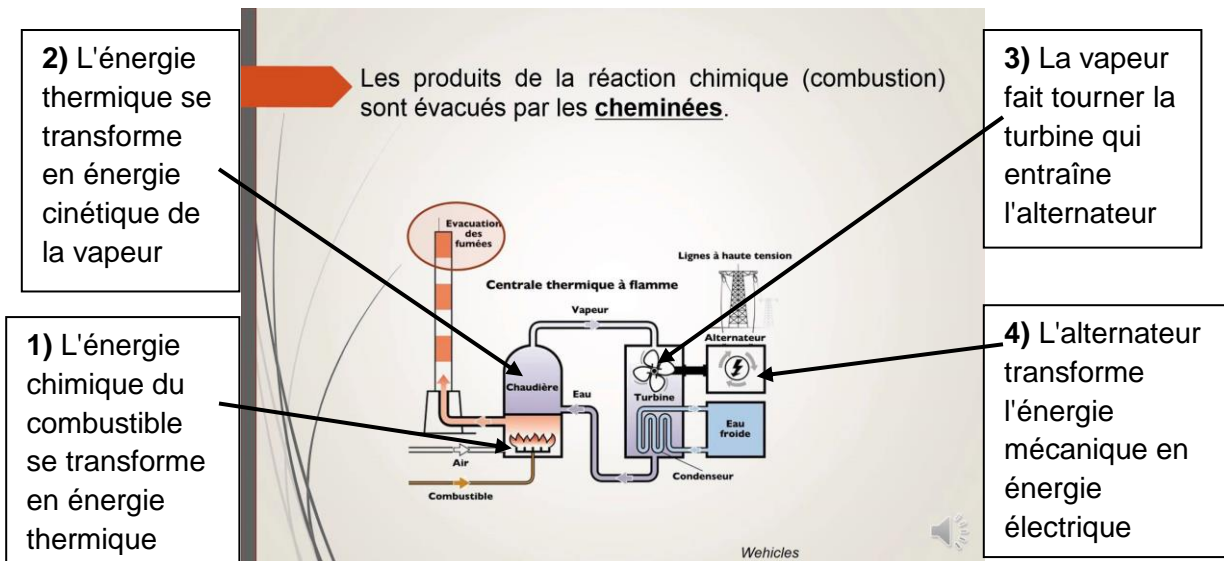 2) L'énergie
thermique se
transforme
en énergie
cinétique de
la vapeur
1) L'énergie
chimique du
combustible
se transforme
en énergie
thermique
Les produits de la réaction chimique (combustion)
sont évacués par les cheminées.
Evacuation
des
fumées
Lignes à haute tension
Centrale thermique à flamme
Vapeur
Alternateur
Chaudière
Eau
Turbine
Eau
froide
Air
Condenseur
Combustible
Wehicles
3) La vapeur
fait tourner la
turbine qui
entraîne
l'alternateur
4) L'alternateur
transforme
l'énergie
mécanique en
énergie
électrique